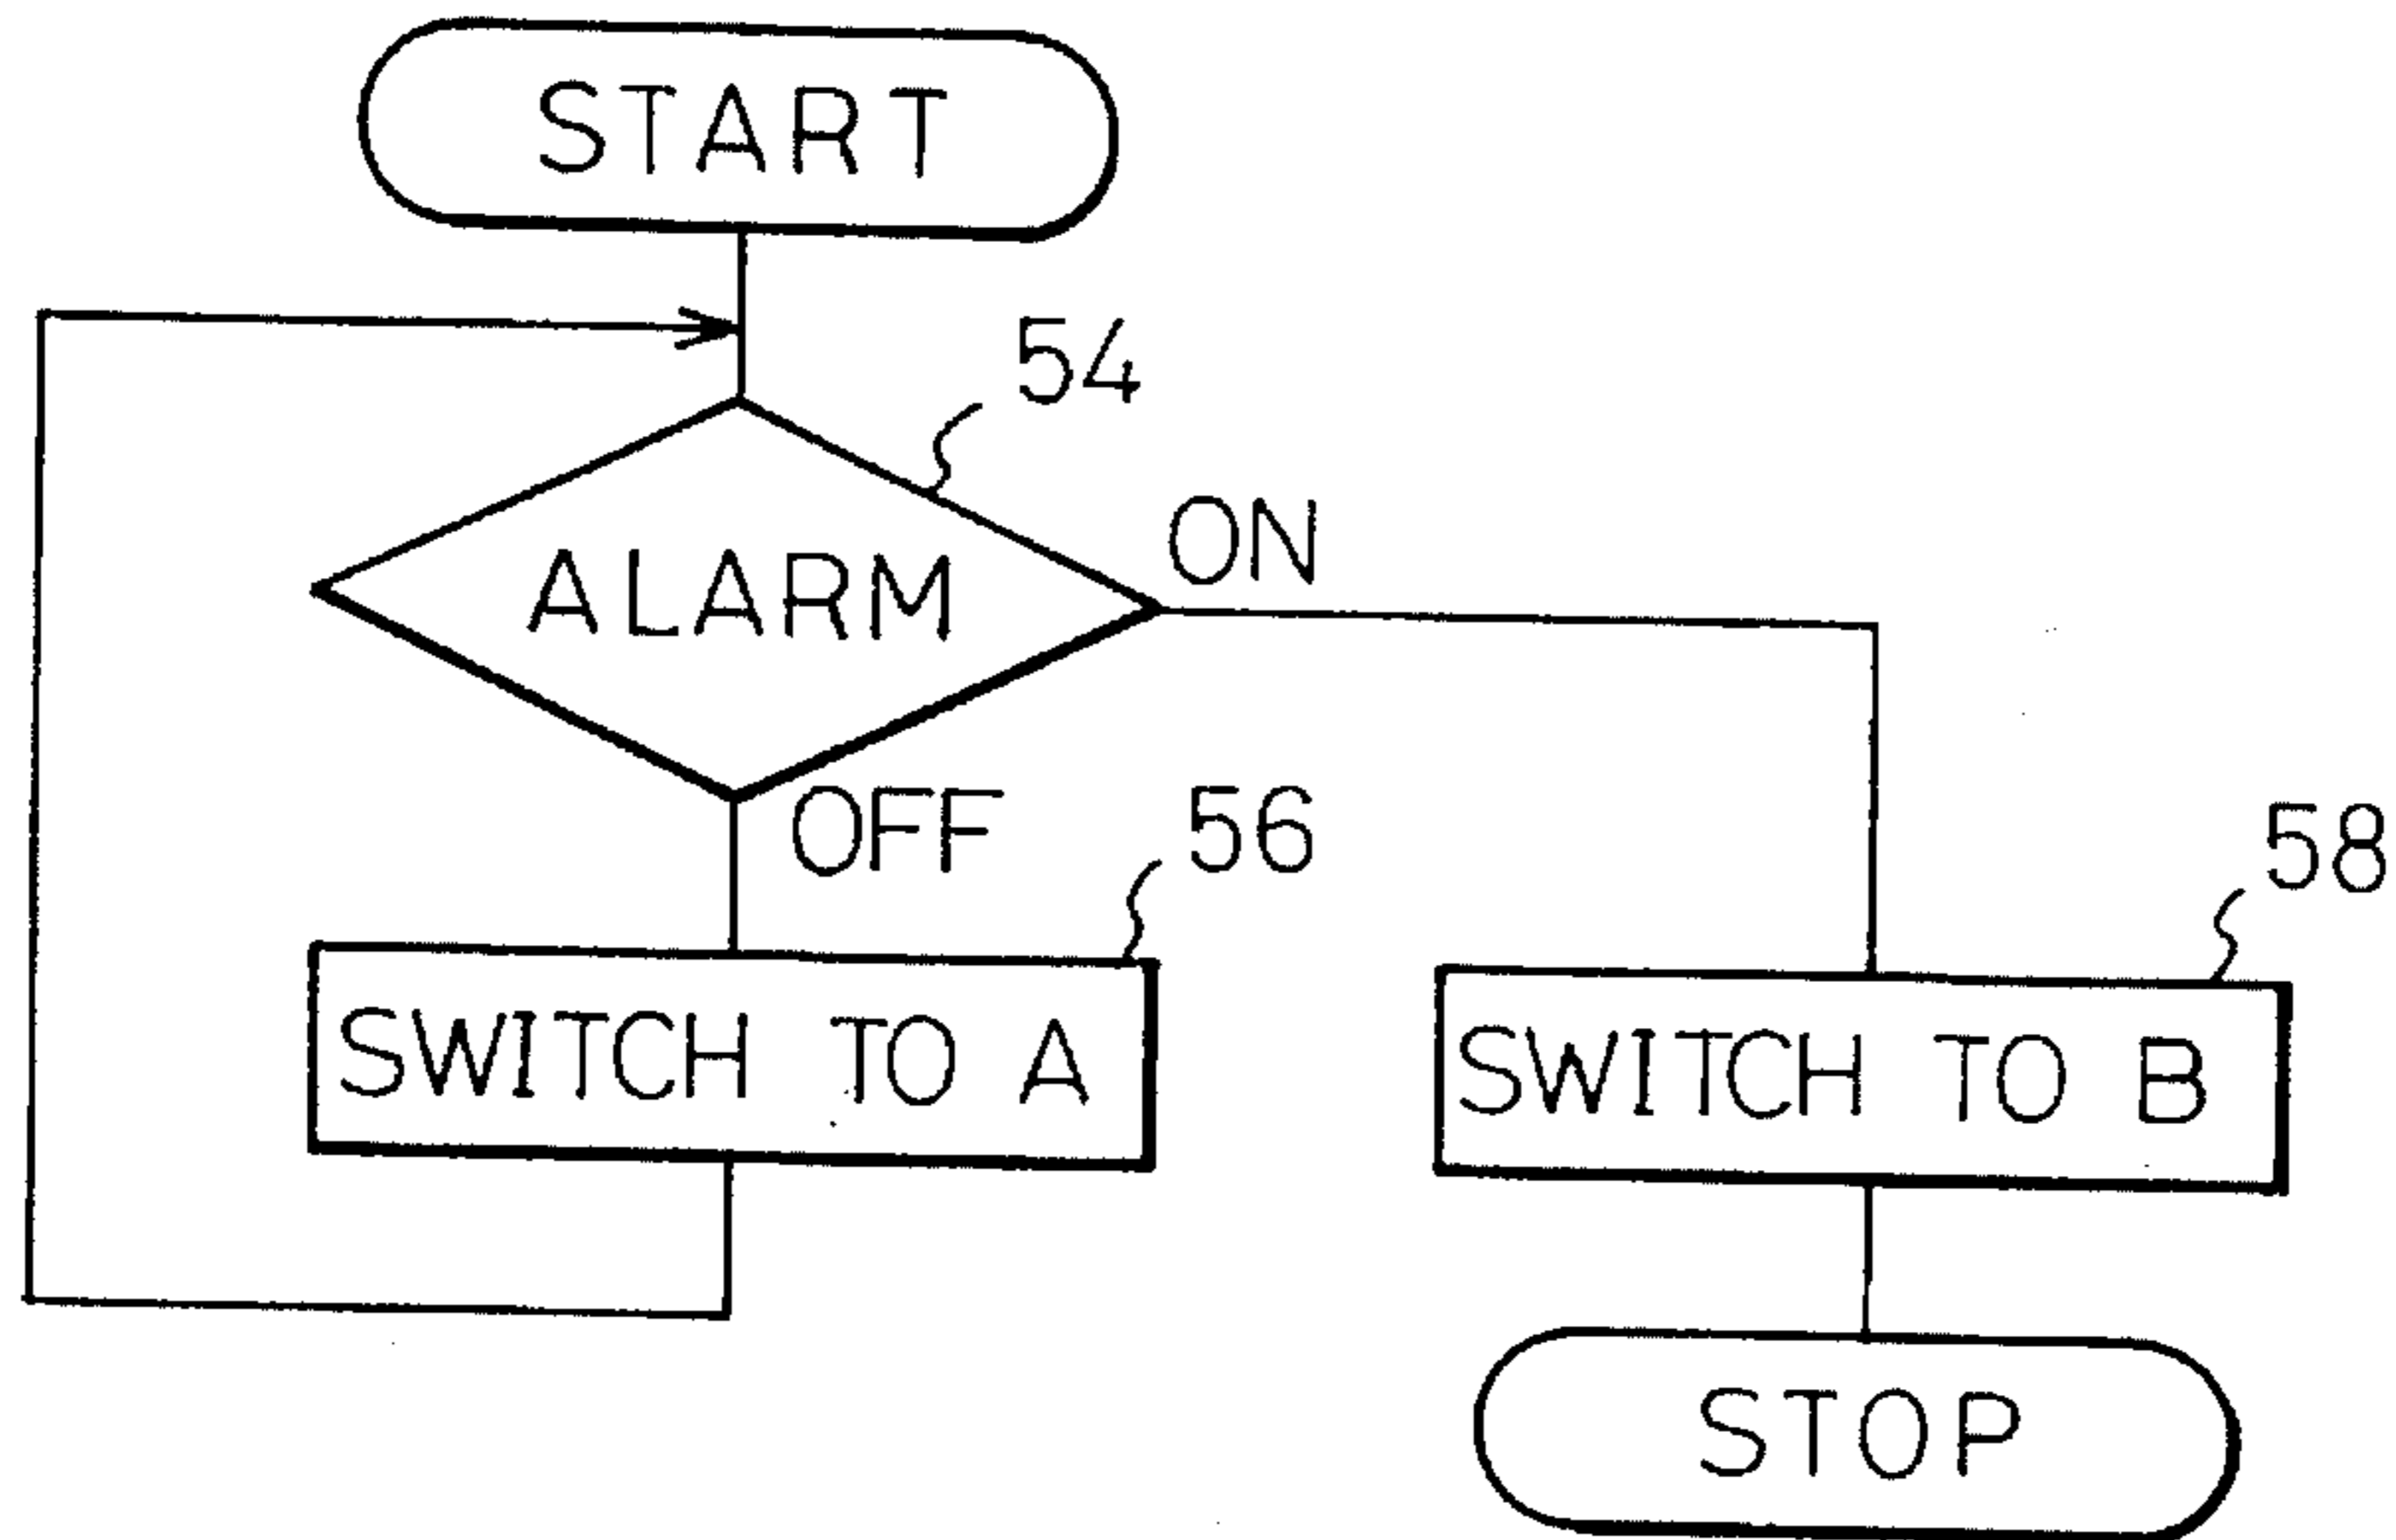 START
54
ALARM
ON
OFF
56
58
SWITCH TO A
SWITCH TO B
STOP